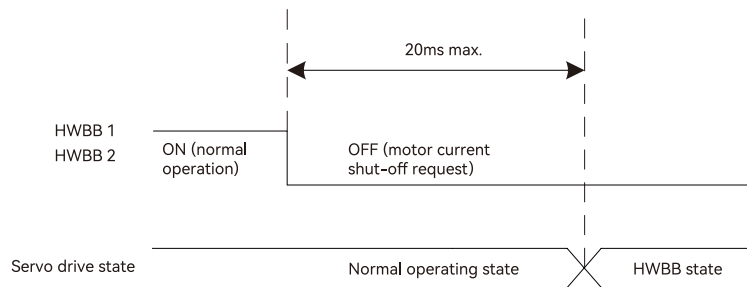 20ms max.
HWBB 1
HWBB 2
ON (normal
operation)
OFF (motor current
shut-off request)
Servo drive state
Normal operating state
HWBB state